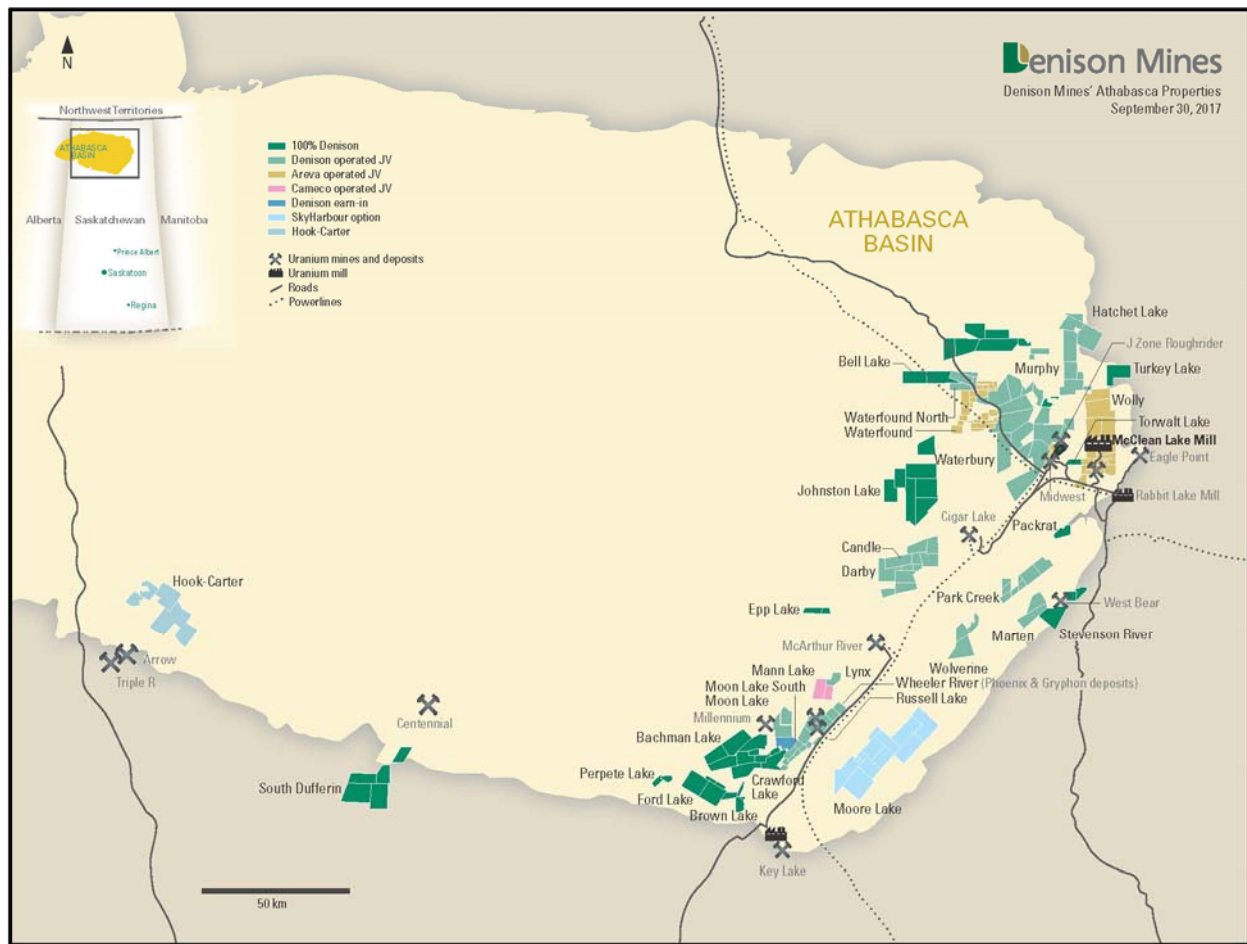 N
Denison Mines
Denison Mines' Athabasca Properties
September 30, 2017
Northwest Territories
ATHABASCA
BASIN
Alberta
Saskatchewan
Manitoba
Prince Albert
Saskatoon
Regina
100% Denison
Denison operated JV
Areva operated JV
Cameco operated JV
Denison earn-in
SkyHarbour option
Hook-Carter
Uranium mines and deposits
Uranium mill
Roads
Powerlines
ATHABASCA
BASIN
Hatchet Lake
J Zone Roughrider
Murphy
Bell Lake
Turkey Lake
Wolly
Waterfound North
Waterfound
Torwalt Lake
McClean Lake Mill
Eagle Point
Waterbury
Johnston Lake
Midwest
Rabbit Lake Mill
Cigar Lake
Packrat
Candle
Darby
Hook-Carter
Park Creek
Epp Lake
West Bear
Marten
Stevenson River
McArthur River
Arrow
Triple R
Wolverine
Mann Lake
Lynx
Wheeler River (Phoenix & Gryphon deposits)
Moon Lake South
Russell Lake
Moon Lake
Millennium
Centennial
Bachman Lake
Perpete Lake
Crawford
Lake
South Dufferin
Ford Lake
Moore Lake
Brown Lake
Key Lake
50 km